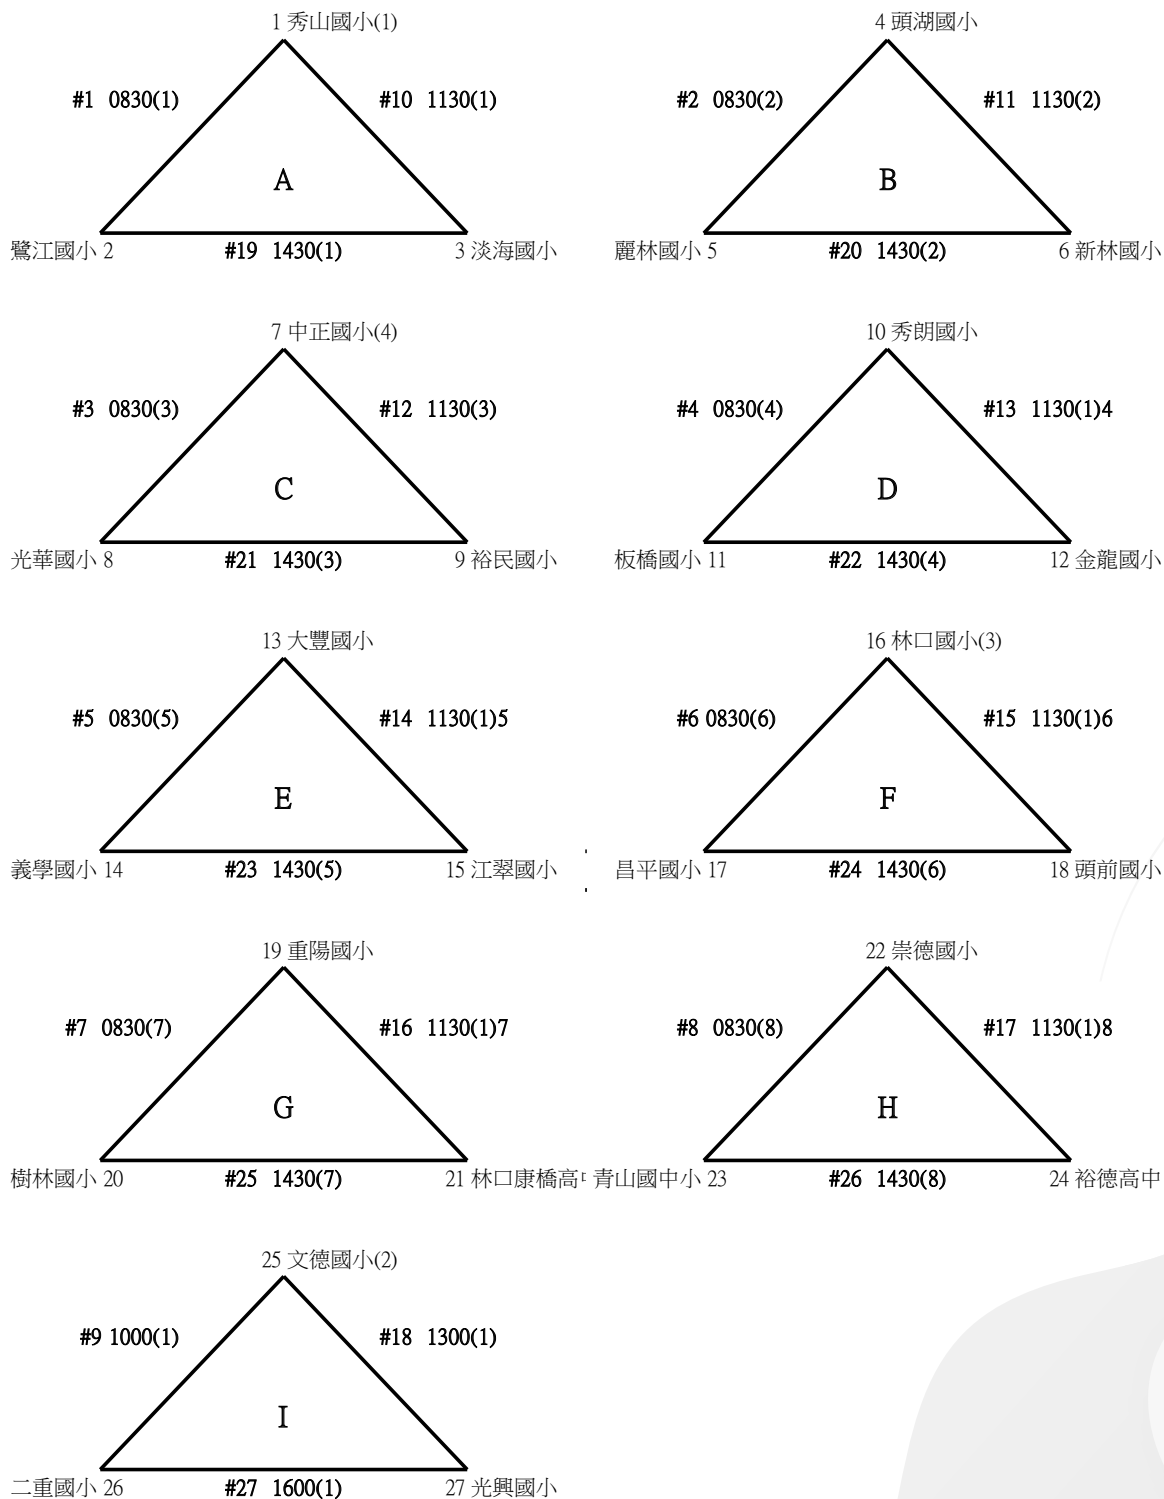 1 秀山國小(1)
4 頭湖國小
#1 0830(1)
#10 1130(1)
#2 0830(2)
#11 1130(2)
A
B
鷺江國小 2
#19 1430(1)
3 淡海國小
麗林國小 5
#20 1430(2)
6 新林國小
7 中正國小(4)
10 秀朗國小
#3 0830(3)
#12 1130(3)
#4 0830(4)
#13 1130(1)4
C
D
光華國小 8
#21 1430(3)
9 裕民國小
板橋國小 11
#22 1430(4)
12 金龍國小
13 大豐國小
16 林口國小(3)
#5 0830(5)
#14 1130(1)5
#6 0830(6)
#15 1130(1)6
E
F
義學國小 14
#23 1430(5)
15 江翠國小
昌平國小 17
#24 1430(6)
18 頭前國小
19 重陽國小
22 崇德國小
#7 0830(7)
#16 1130(1)7
#8 0830(8)
#17 1130(1)8
G
H
樹林國小 20
#25 1430(7)
21 林口康橋高
青山國中小 23
#26 1430(8)
24 裕德高中
25 文德國小(2)
#9 1000(1)
#18 1300(1)
I
二重國小 26
#27 1600(1)
27 光興國小